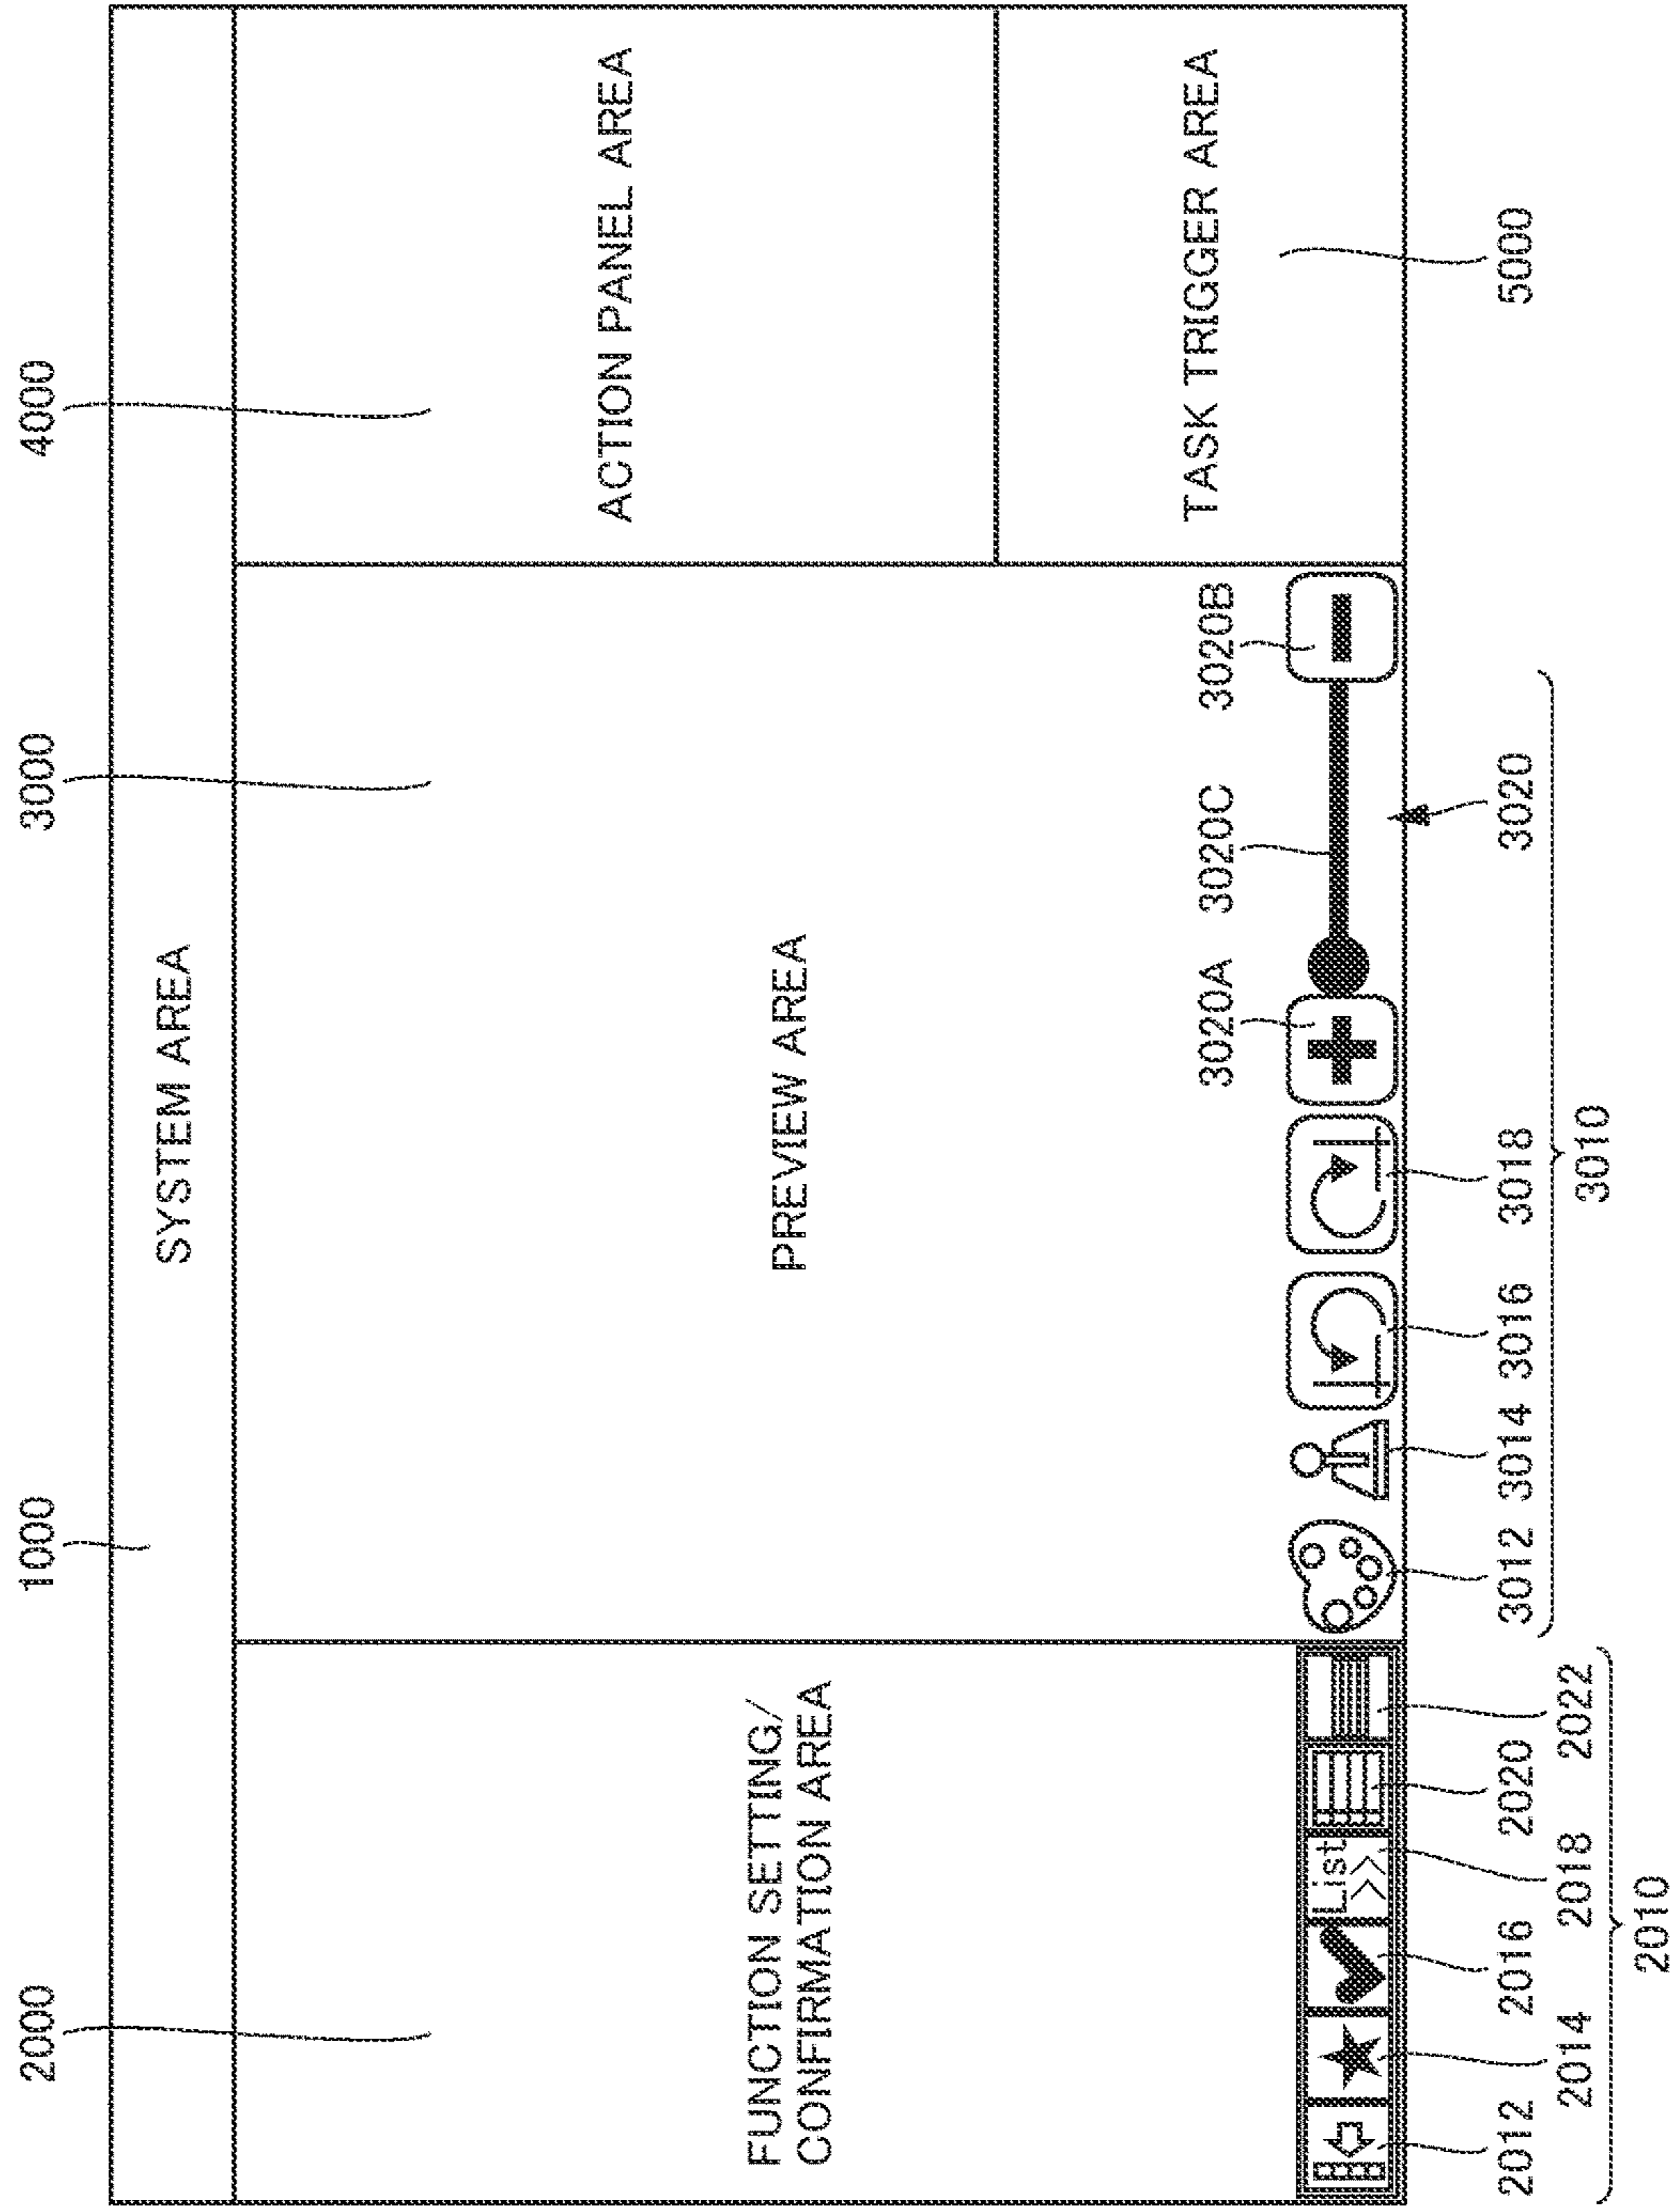 1000
2000
3000
4000
SYSTEM AREA
FUNCTION SETTING/
CONFIRMATION AREA
PREVIEW AREA
ACTION PANEL AREA
TASK TRIGGER AREA
3020A
3020C
3020B
List
2012
2014
2016
2018
2020
2022
2010
3012
3014
3016
3018
3020
3010
5000